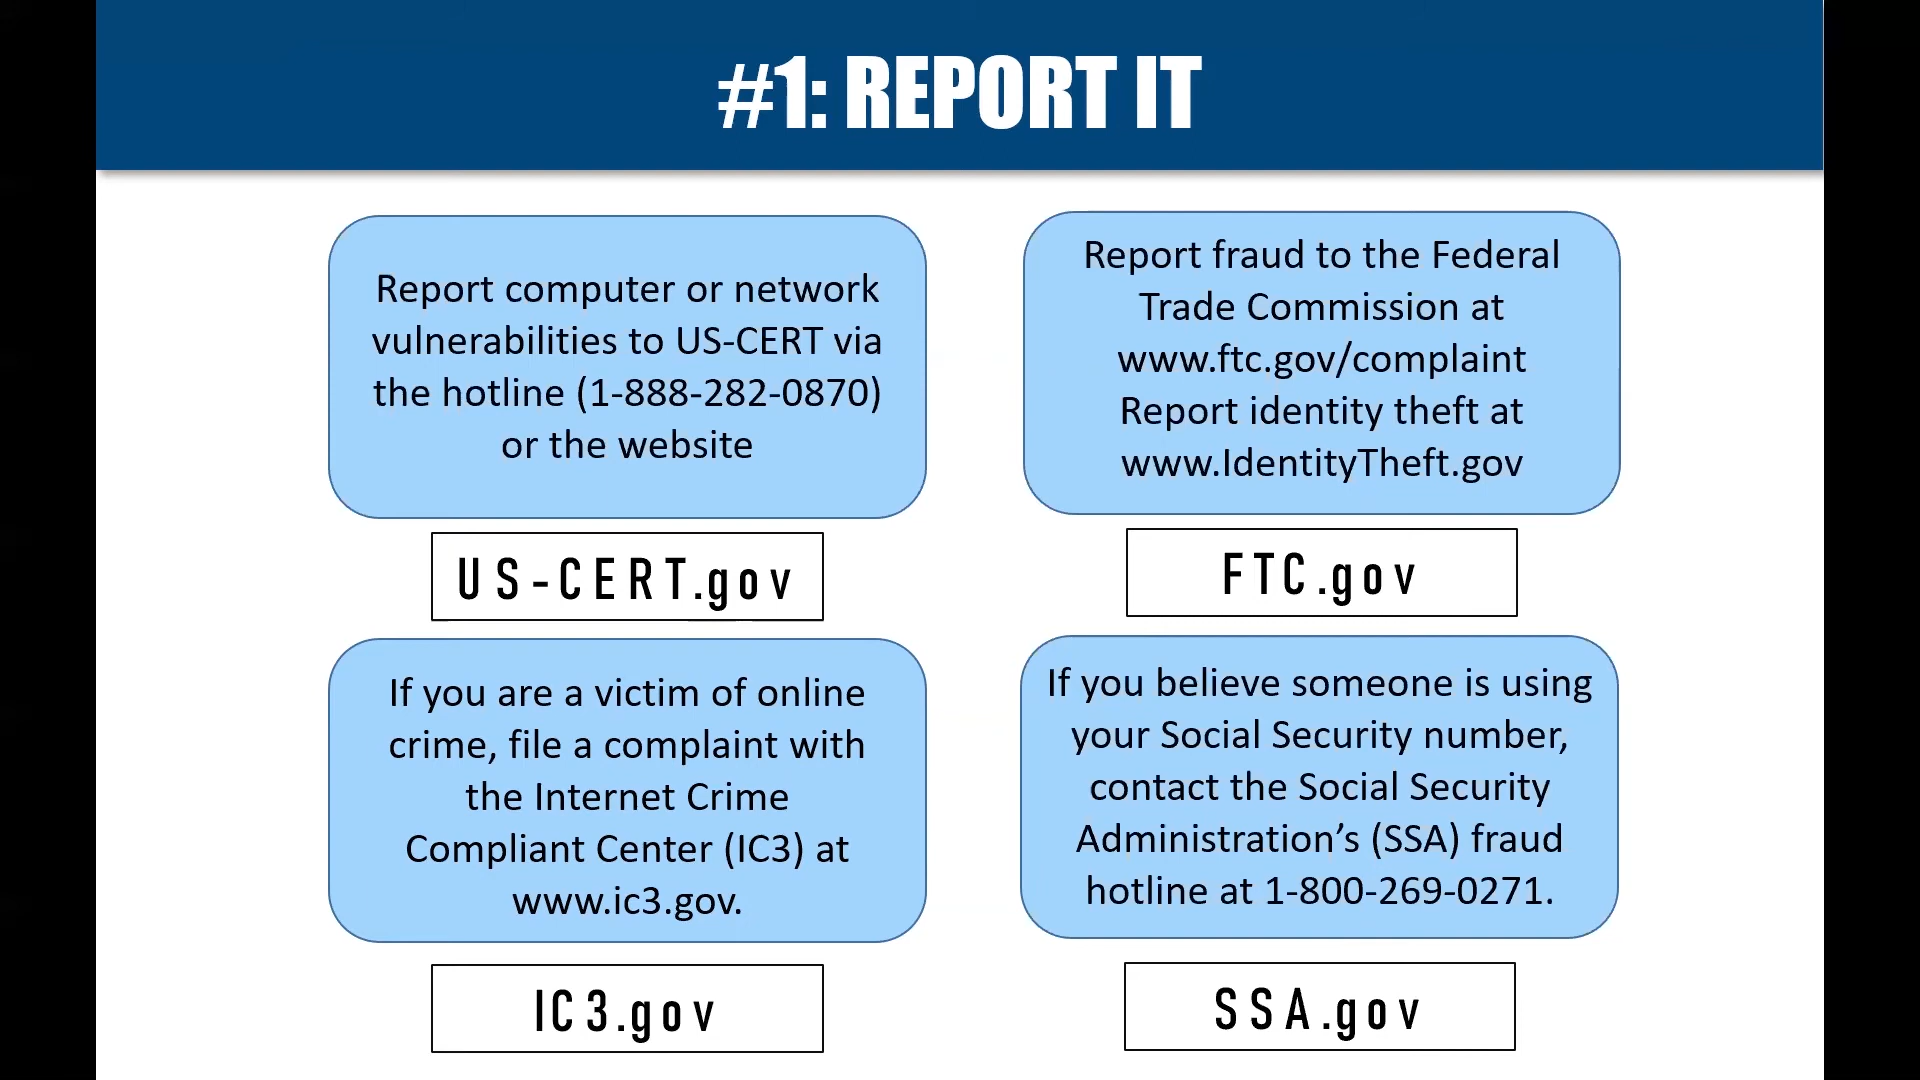 #1: REPORT IT
Report computer or network
vulnerabilities to US-CERT via
the hotline (1-888-282-0870)
or the website
US-CERT.gov
Report fraud to the Federal
Trade Commission at
www.ftc.gov/complaint
Report identity theft at
www.IdentityTheft.gov
FTC.gov
If you are a victim of online
crime, file a complaint with
the Internet Crime
Compliant Center (IC3) at
www.ic3.gov.
IC3.gov
If you believe someone is using
your Social Security number,
contact the Social Security
Administration’s (SSA) fraud
hotline at 1-800-269-0271.
SSA.gov